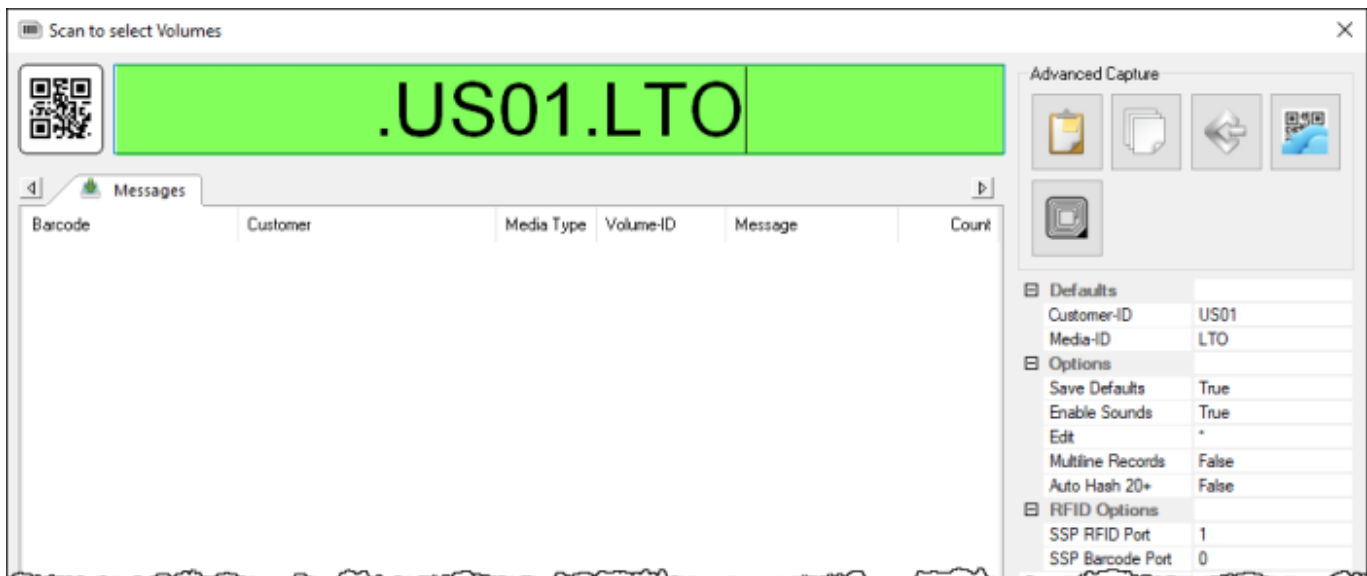 Scan to select Volumes
.US01.LTO
Advanced Capture
Messages
Barcode Customer Media Type Volume-ID Message Count
Defaults
Customer-ID US01
Media-ID LTO
Options
Save Defaults True
Enable Sounds True
Edit *
Multiline Records False
Auto Hash 20+ False
RFID Options
SSP RFID Port 1
SSP Barcode Port 0